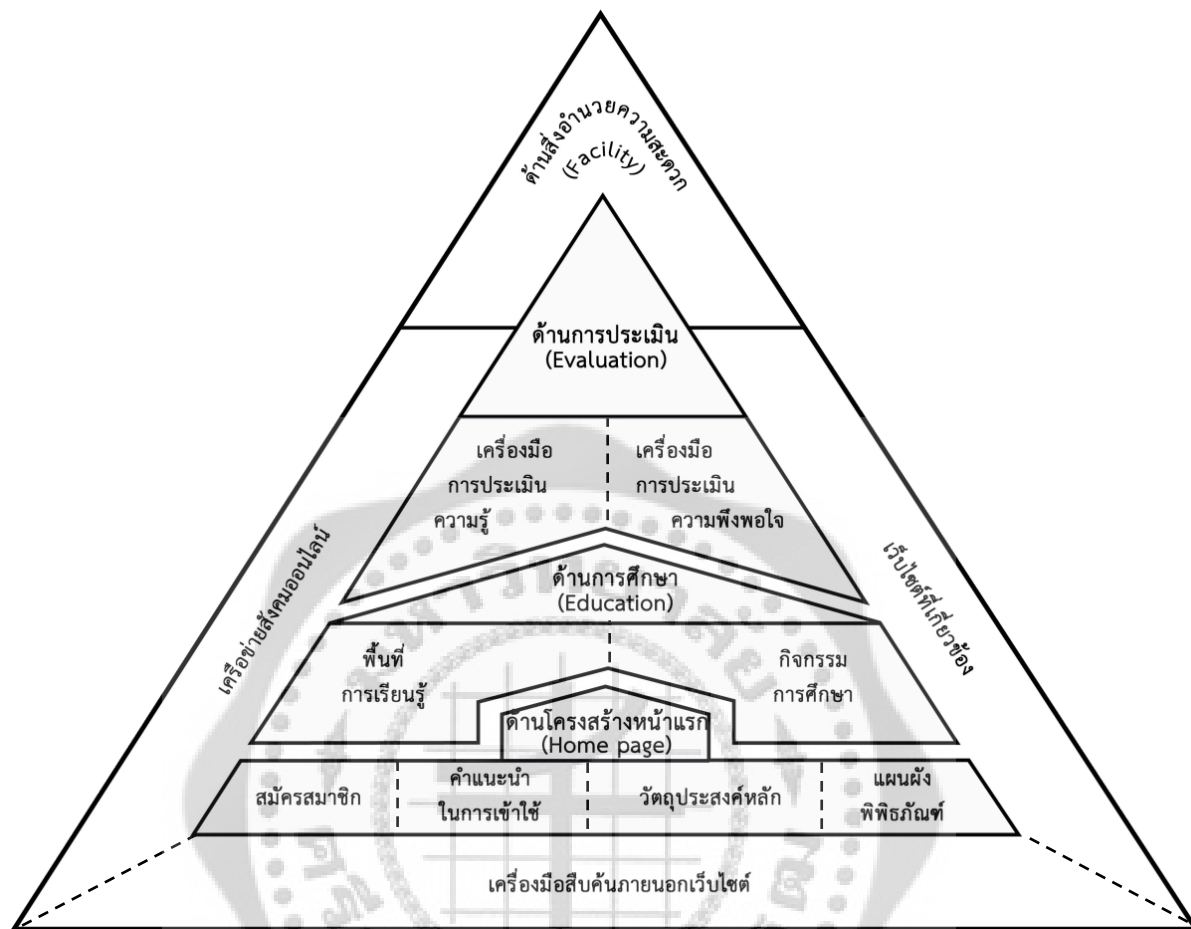 ด้านสิ่งอำนวยความสะดวก
(Facility)
ด้านการประเมิน
(Evaluation)
เครื่องมือ
การประเมิน
ความรู้
เครื่องมือ
การประเมิน
ความพึงพอใจ
เครือข่ายสังคมออนไลน์
เว็บไซต์ที่เกี่ยวข้อง
ด้านการศึกษา
(Education)
พื้นที่
การเรียนรู้
กิจกรรม
การศึกษา
ด้านโครงสร้างหน้าแรก
(Home page)
สมัครสมาชิก
คำแนะนำ
ในการเข้าใช้
วัตถุประสงค์หลัก
แผนผัง
พิพิธภัณฑ์
เครื่องมือสืบค้นภายนอกเว็บไซต์
มหาวิทยาลัย